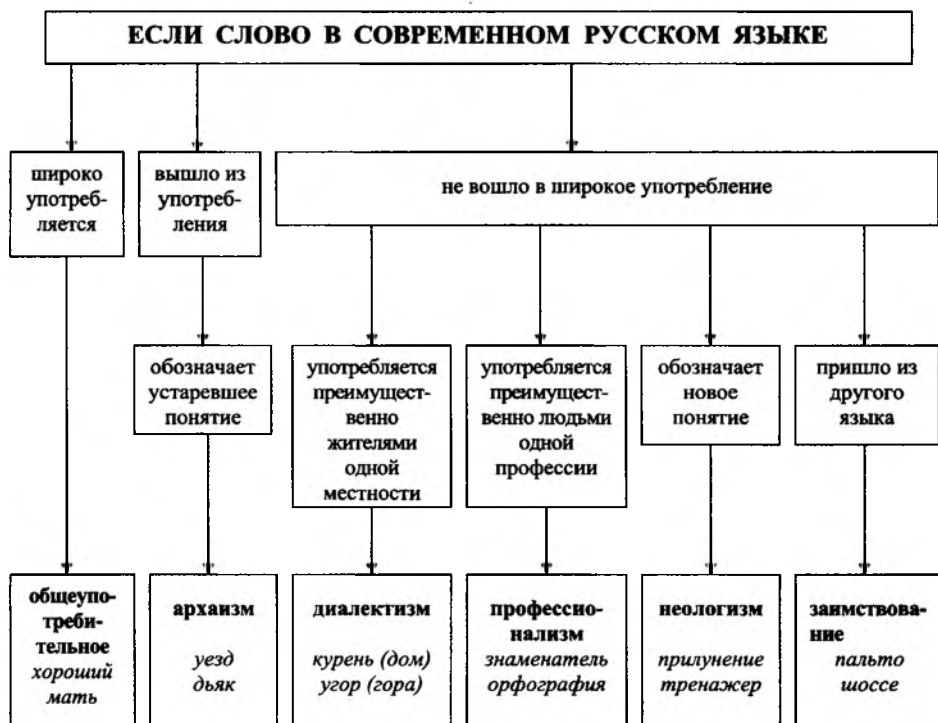 ЕСЛИ СЛОВО В СОВРЕМЕННОМ РУССКОМ ЯЗЫКЕ
широко
употреб-
ляется
вышло из
употреб-
ления
не вошло в широкое употребление
обозначает
устаревшее
понятие
употребляется
преимущест-
венно
жителями
одной
местности
употребляется
преимущест-
венно людьми
одной
профессии
обозначает
новое
понятие
пришло из
другого
языка
общеупо-
треби-
тельное
хороший
мать
архаизм
уезд
дьяк
диалектизм
курень (дом)
угор (гора)
профессио-
нализм
знаменатель
орфография
неологизм
прилунение
тренажер
заимствова-
ание
пальто
шоссе